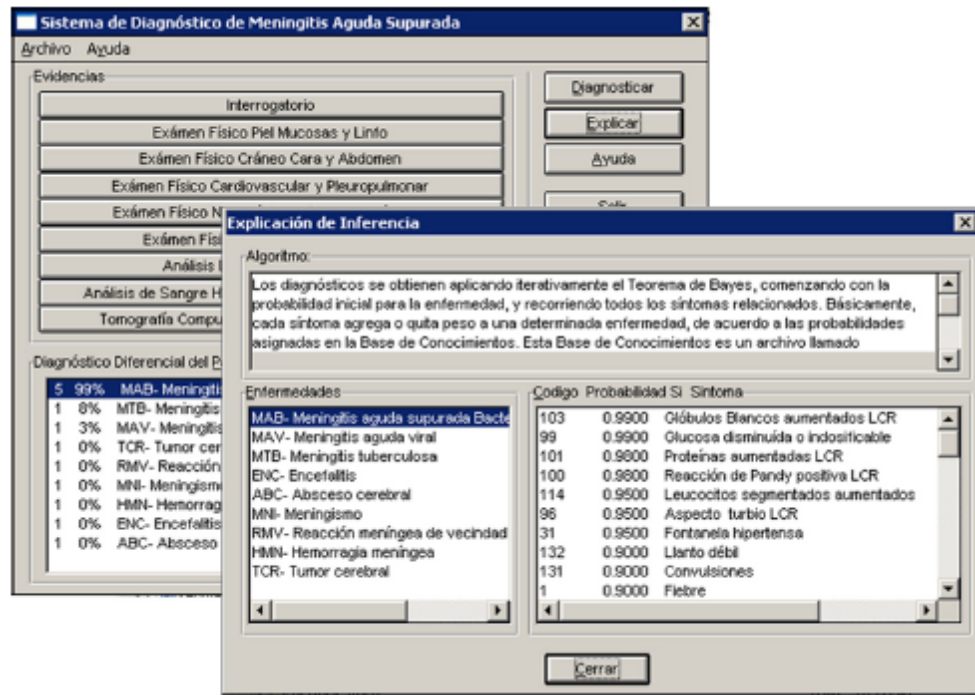 Sistema de Diagnóstico de Meningitis Aguda Supurada
Archivo Ayuda
Evidencias
Interrogatorio
Exámen Físico Piel Mucosas y Linfo
Exámen Físico Cráneo Cara y Abdomen
Exámen Físico Cardiovascular y Pleuropulmonar
Exámen Físico N
Exámen Físi
Análisis
Análisis de Sangre H
Tomografía Compu
Diagnosticar
Explicar
Ayuda
Salir
Diagnóstico Diferencial del P
5 99% MAB- Meningiti
1 8% MTB- Meningitis
1 3% MAV- Meningitis
1 0% TCR- Tumor cer
1 0% RMV- Reacción
1 0% MNI- Meningism
1 0% HMN- Hemorrag
1 0% ENC- Encefalitis
1 0% ABC- Absceso
Explicación de Inferencia
Algoritmo:
Los diagnósticos se obtienen aplicando iterativamente el Teorema de Bayes, comenzando con la
probabilidad inicial para la enfermedad, y recorriendo todos los síntomas relacionados. Básicamente,
cada síntoma agrega o quita peso a una determinada enfermedad, de acuerdo a las probabilidades
asignadas en la Base de Conocimientos. Esta Base de Conocimientos es un archivo llamado
Enfermedades
MAB- Meningitis aguda supurada Bacte
MAV- Meningitis aguda viral
MTB- Meningitis tuberculosa
ENC- Encefalitis
ABC- Absceso cerebral
MNI- Meningismo
RMV- Reacción meníngea de vecindad
HMN- Hemorragia meníngea
TCR- Tumor cerebral
Codigo Probabilidad Si Sintoma
103 0.9900 Glóbulos Blancos aumentados LCR
99 0.9900 Glucosa disminuída o indosificable
101 0.9800 Proteínas aumentadas LCR
100 0.9800 Reacción de Pandy positiva LCR
114 0.9500 Leucocitos segmentados aumentados
96 0.9500 Aspecto turbio LCR
31 0.9500 Fontanela hipertensa
132 0.9000 Llanto débil
131 0.9000 Convulsiones
1 0.9000 Fiebre
Cerrar